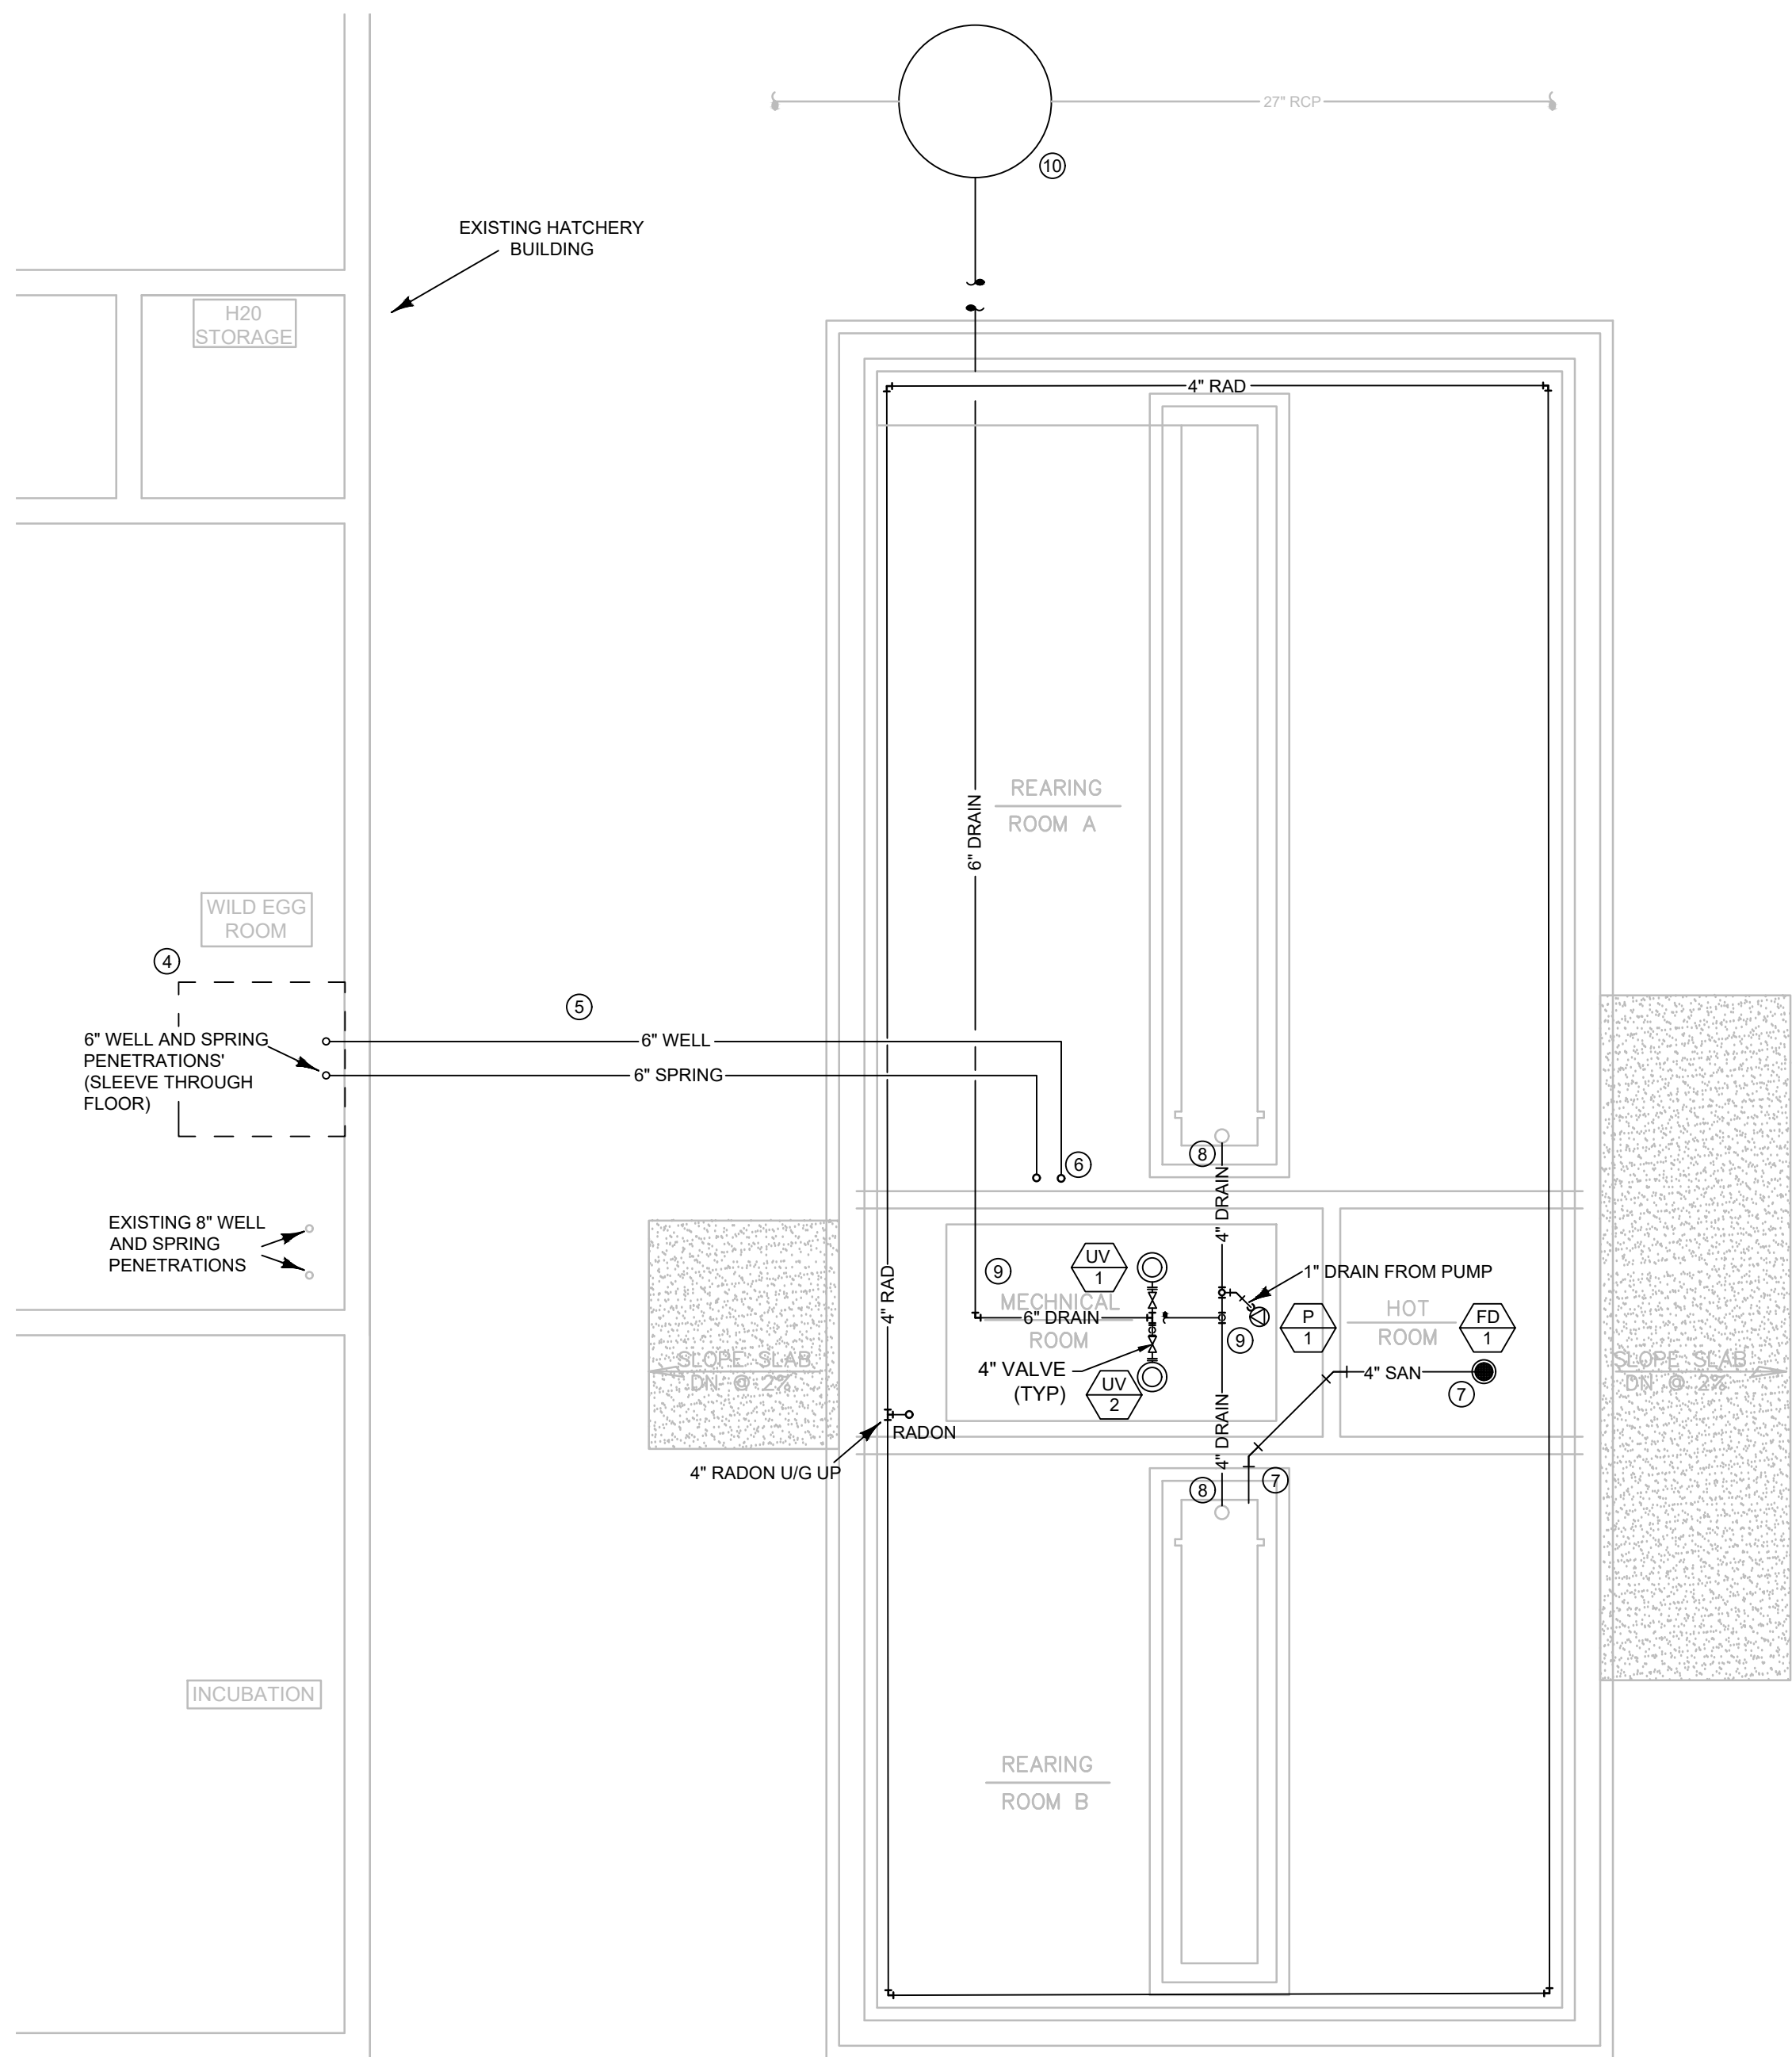 27" RCP
10
EXISTING HATCHERY
BUILDING
H20
STORAGE
4" RAD
REARING
ROOM A
6" DRAIN
WILD EGG
ROOM
4
5
6" WELL AND SPRING
PENETRATIONS'
(SLEEVE THROUGH
FLOOR)
6" WELL
6" SPRING
6
8
4" DRAIN
EXISTING 8" WELL
AND SPRING
PENETRATIONS
4" RAD
9
UV
1
1" DRAIN FROM PUMP
MECHNICAL
ROOM
6" DRAIN
9
P
1
HOT
ROOM
FD
1
SLOPE SLAB
DN @ 2%
4" VALVE
(TYP)
UV
2
4" SAN
7
SLOPE SLAB
DN @ 2%
RADON
4" DRAIN
4" RADON U/G UP
8
7
INCUBATION
REARING
ROOM B